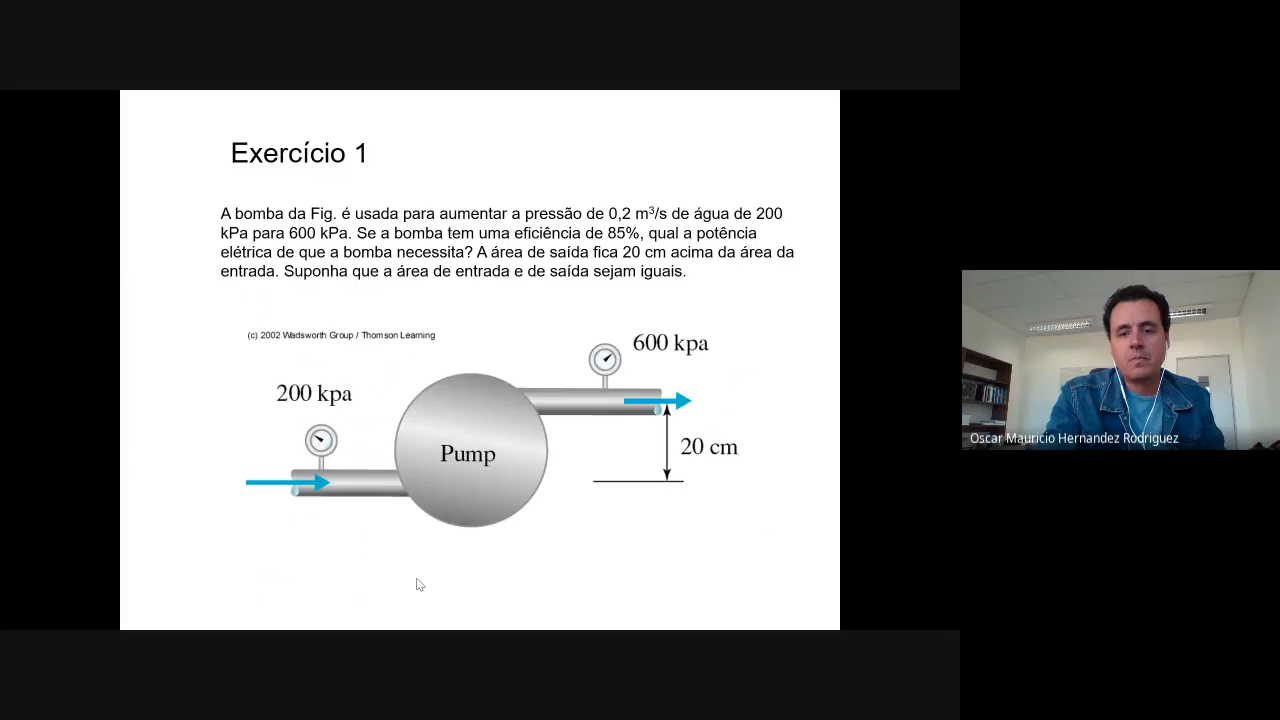 Exercício 1
A bomba da Fig. é usada para aumentar a pressão de 0,2 m³/s de água de 200
kPa para 600 kPa. Se a bomba tem uma eficiência de 85%, qual a potência
elétrica de que a bomba necessita? A área de saída fica 20 cm acima da área da
entrada. Suponha que a área de entrada e de saída sejam iguais.
(c) 2002 Wadsworth Group / Thomson Learning
600 kpa
200 kpa
Pump
20 cm
Oscar Mauricio Hernandez Rodriguez